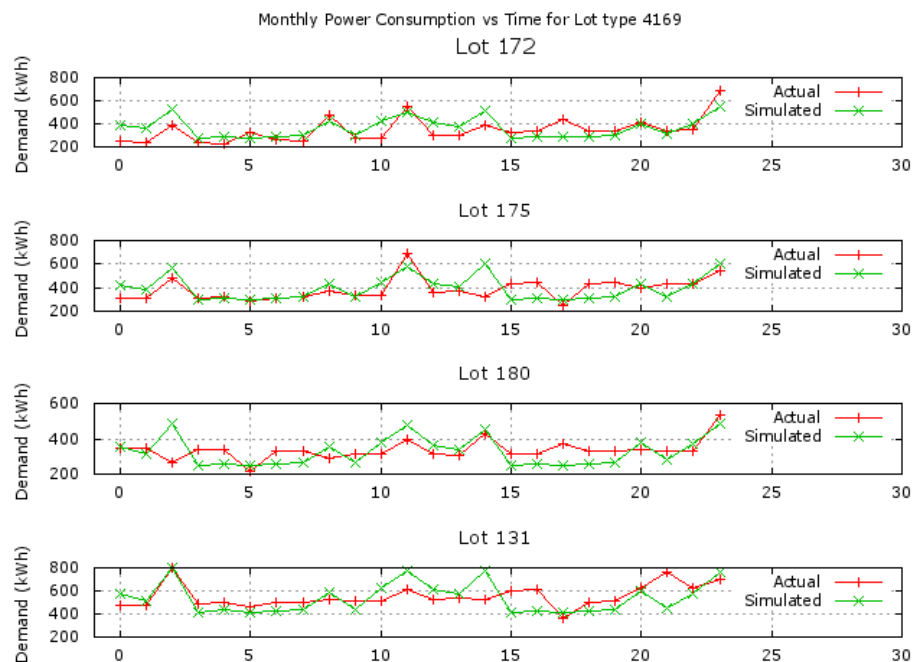 Monthly Power Consumption vs Time for Lot type 4169
Lot 172
Demand (kWh)
800
600
400
200
Actual
Simulated
0 5 10 15 20 25 30
Lot 175
Demand (kWh)
800
600
400
200
Actual
Simulated
0 5 10 15 20 25 30
Lot 180
Demand (kWh)
600
400
200
Actual
Simulated
0 5 10 15 20 25 30
Lot 131
Demand (kWh)
800
600
400
200
Actual
Simulated
0 5 10 15 20 25 30